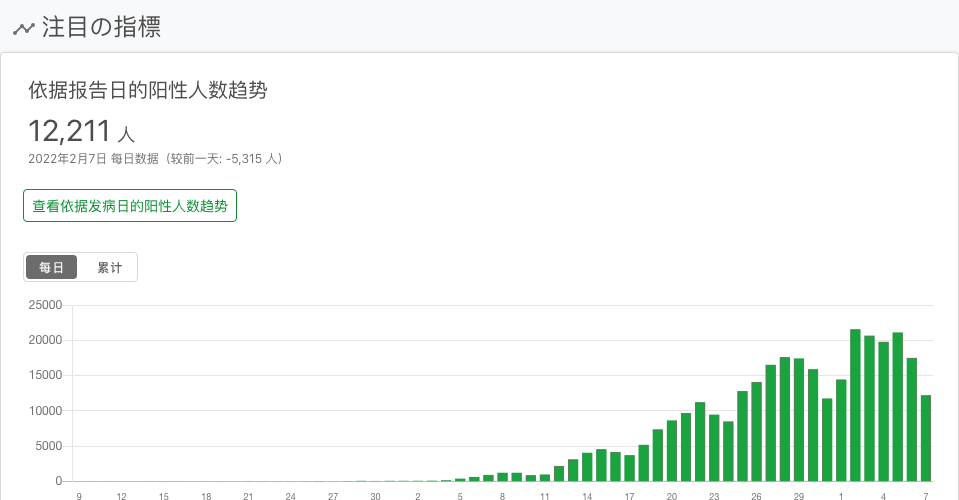 注目の指標
依据报告日的阳性人数趋势
12,211 人
2022年2月7日 每日数据（较前一天: -5,315 人）
查看依据发病日的阳性人数趋势
每日 累计
25000
20000
15000
10000
5000
0
9 12 15 18 21 24 27 30 2 5 8 11 14 17 20 23 26 29 1 4 7